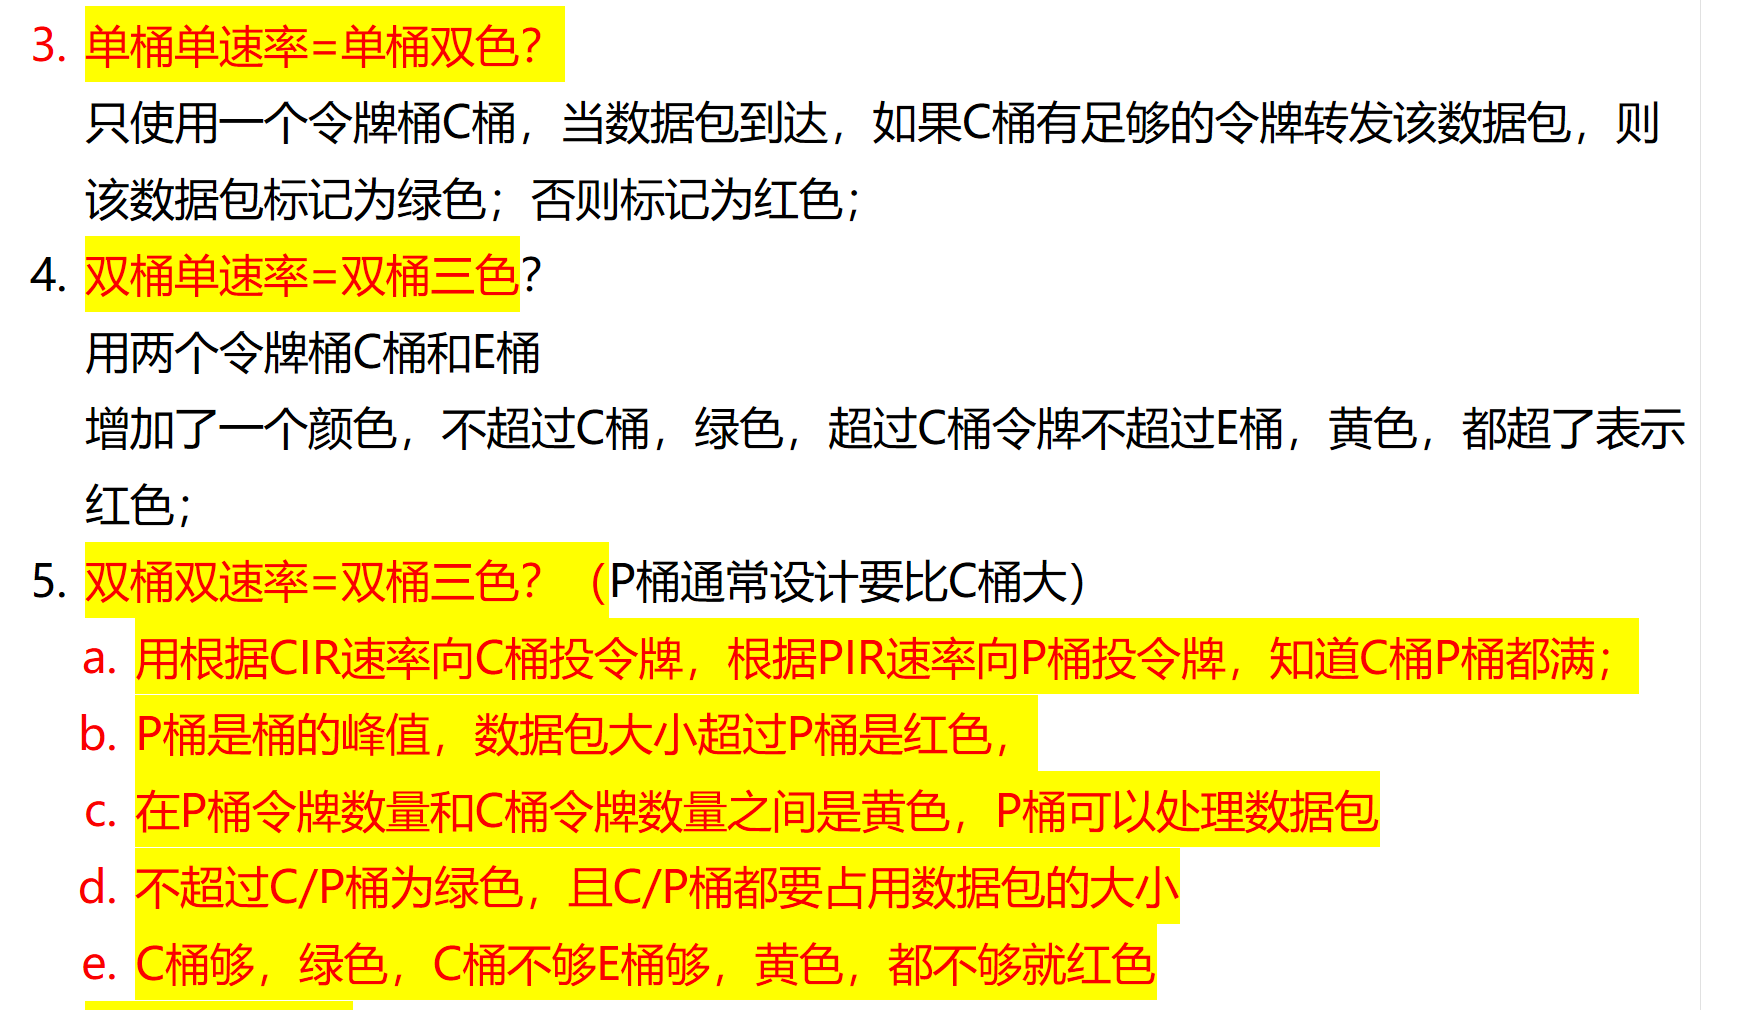 3. 单桶单速率=单桶双色？
只使用一个令牌桶C桶，当数据包到达，如果C桶有足够的令牌转发该数据包，则
该数据包标记为绿色；否则标记为红色；
4. 双桶单速率=双桶三色？
用两个令牌桶C桶和E桶
增加了一个颜色，不超过C桶，绿色，超过C桶令牌不超过E桶，黄色，都超了表示
红色；
5. 双桶双速率=双桶三色？（P桶通常设计要比C桶大）
a. 用根据CIR速率向C桶投令牌，根据PIR速率向P桶投令牌，知道C桶P桶都满；
b. P桶是桶的峰值，数据包大小超过P桶是红色，
c. 在P桶令牌数量和C桶令牌数量之间是黄色，P桶可以处理数据包
d. 不超过C/P桶为绿色，且C/P桶都要占用数据包的大小
e. C桶够，绿色，C桶不够E桶够，黄色，都不够就红色